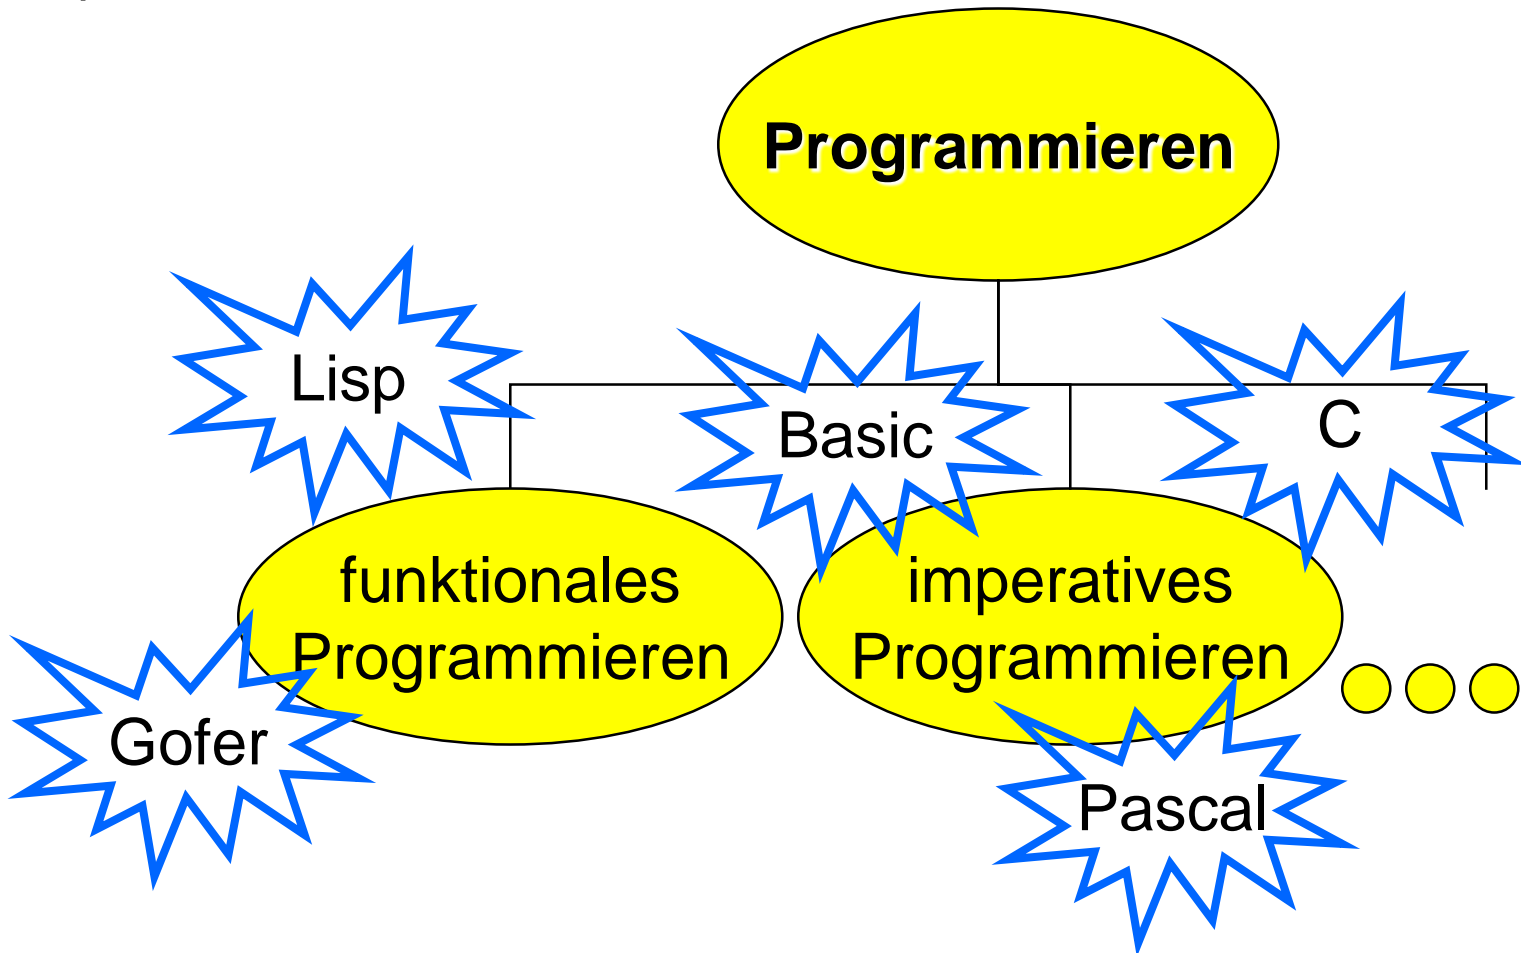 Programmieren
Lisp
Basic
C
funktionales
Programmieren
imperatives
Programmieren
Gofer
Pascal